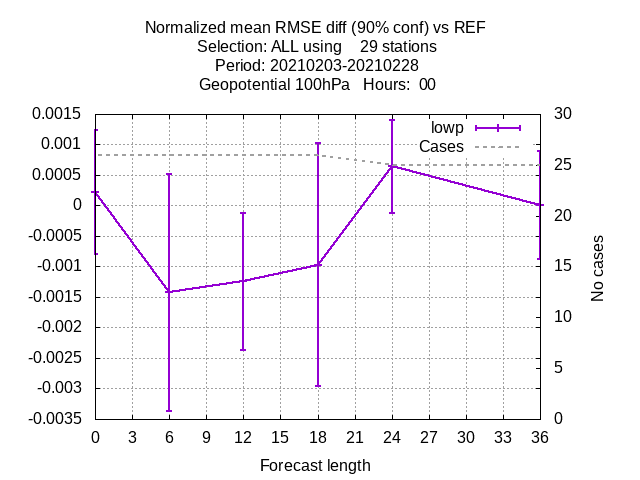 Normalized mean RMSE diff (90% conf) vs REF
Selection: ALL using    29 stations
Period: 20210203-20210228
Geopotential 100hPa   Hours:  00
lowp
Cases
0.0015
0.001
0.0005
0
-0.0005
-0.001
-0.0015
-0.002
-0.0025
-0.003
-0.0035
30
25
20
15
10
5
0
No cases
0 3 6 9 12 15 18 21 24 27 30 33 36
Forecast length